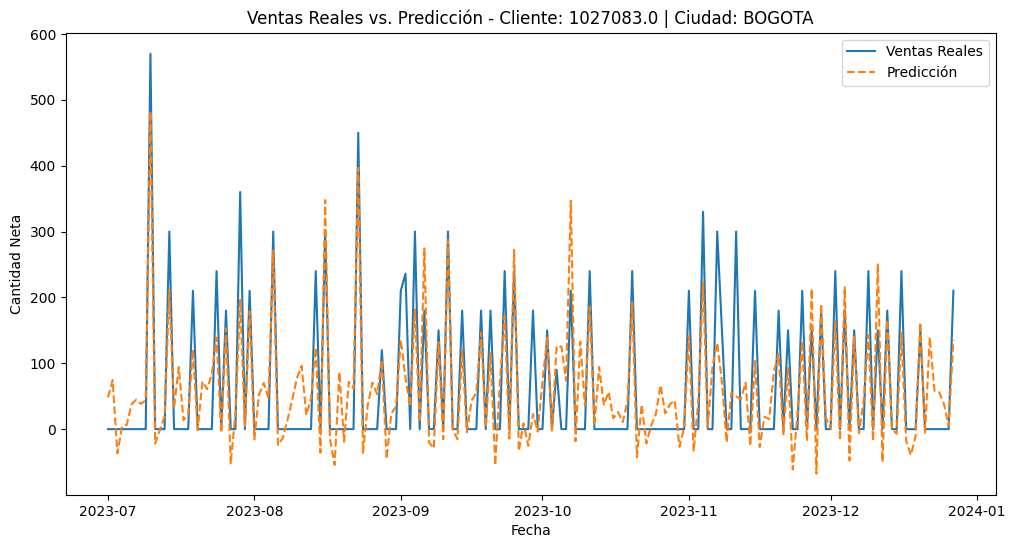 Ventas Reales vs. Predicción - Cliente: 1027083.0 | Ciudad: BOGOTA
Ventas Reales
Predicción
Cantidad Neta
600
500
400
300
200
100
0
2023-07
2023-08
2023-09
2023-10
2023-11
2023-12
2024-01
Fecha